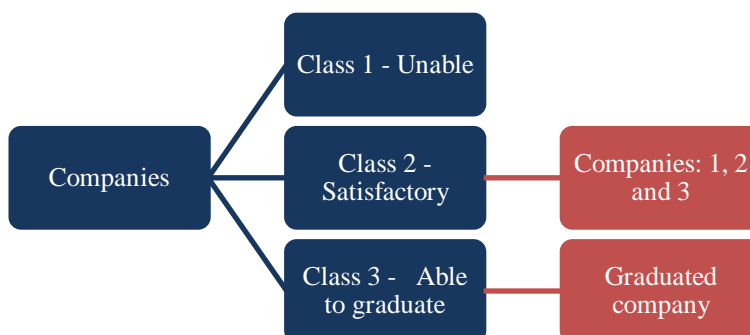 Class 1 - Unable
Companies
Class 2 -
Satisfactory
Companies: 1, 2
and 3
Class 3 - Able
to graduate
Graduated
company